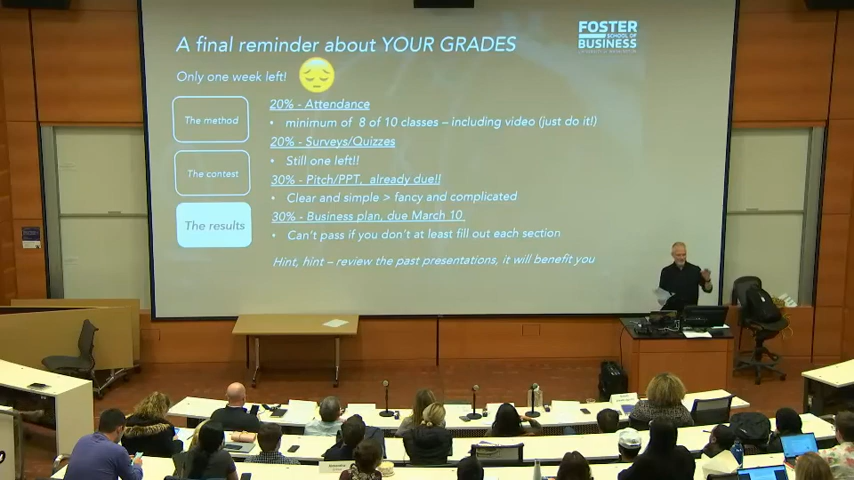 A final reminder about YOUR GRADES
FOSTER
SCHOOL OF
BUSINESS
Only one week left!
The method
The contest
The results
20% - Attendance
• minimum of 8 of 10 classes – including video (just do it!)
20% - Surveys/Quizzes
• Still one left!!
30% - Pitch/PPT, already due!!
• Clear and simple > fancy and complicated
30% - Business plan, due March 10
• Can't pass if you don't at least fill out each section
Hint, hint – review the past presentations, it will benefit you